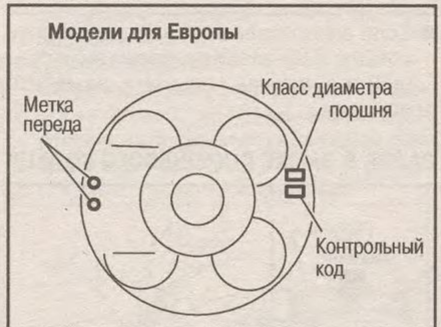 Модели для Европы
Метка
переда
Класс диаметра
поршня
Контрольный
код